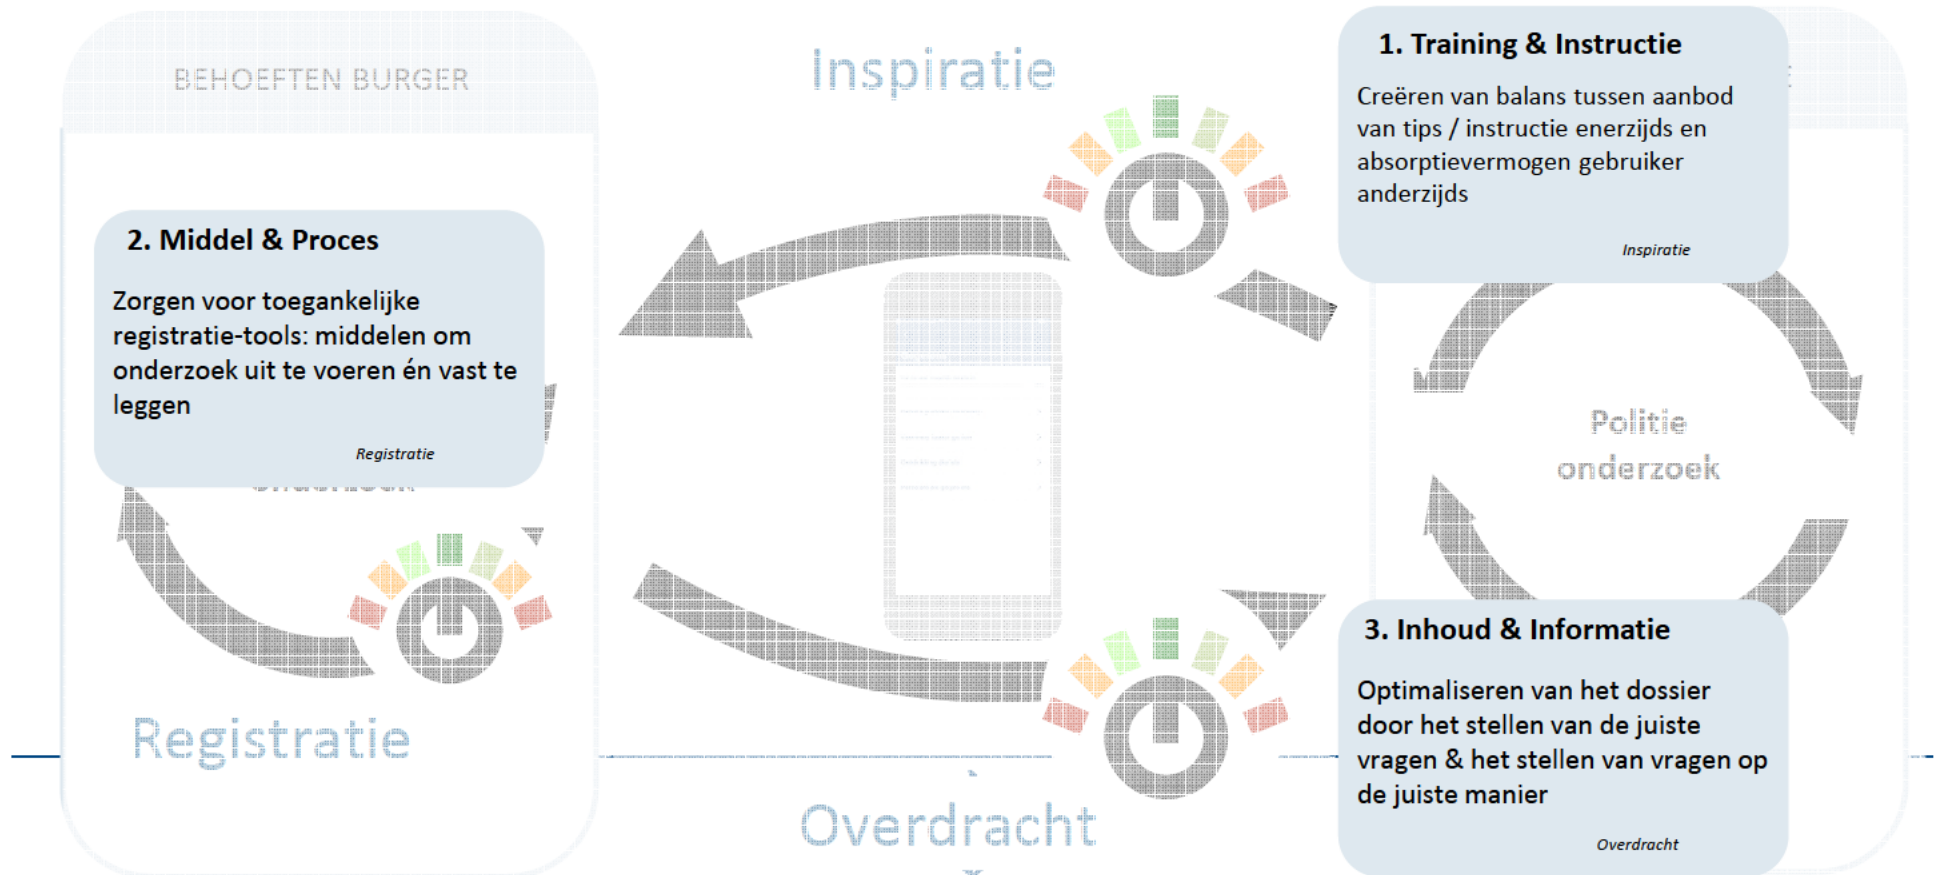 BEHOEFTEN BURGER
Inspiratie
1. Training & Instructie
Creëren van balans tussen aanbod
van tips / instructie enerzijds en
absorptievermogen gebruiker
anderzijds
Inspiratie
2. Middel & Proces
Zorgen voor toegankelijke
registratie-tools: middelen om
onderzoek uit te voeren én vast te
leggen
Registratie
Politie
onderzoek
Registratie
Overdracht
3. Inhoud & Informatie
Optimaliseren van het dossier
door het stellen van de juiste
vragen & het stellen van vragen op
de juiste manier
Overdracht